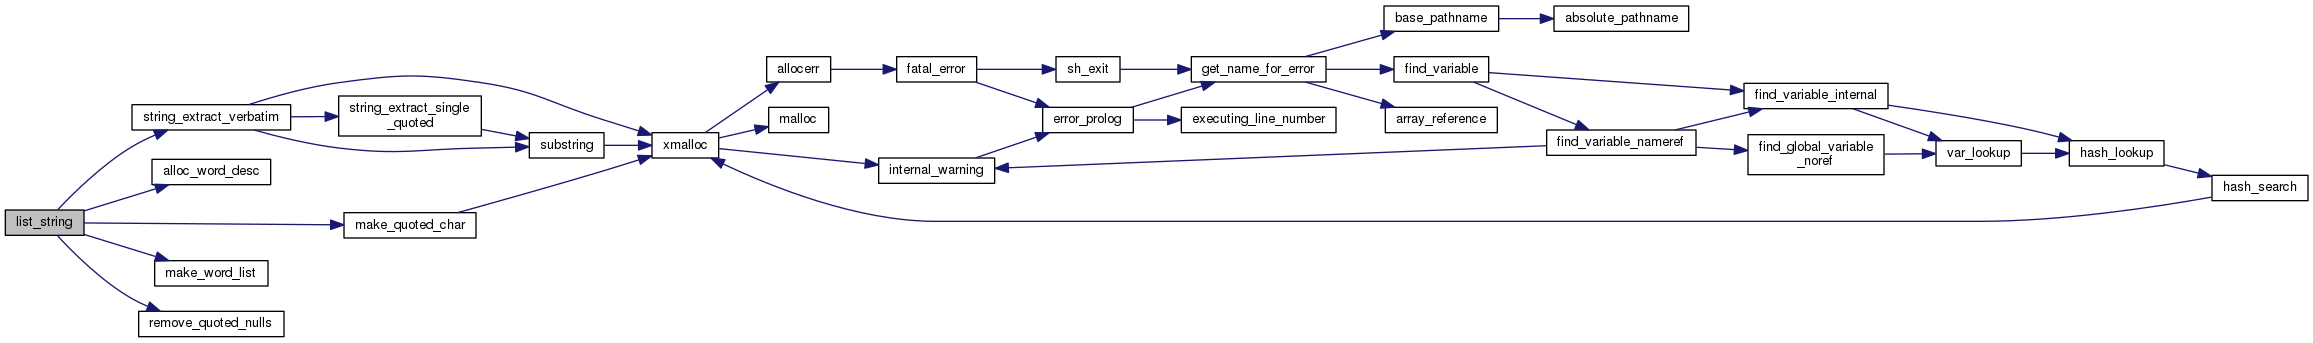 list_string
string_extract_verbatim
alloc_word_desc
make_quoted_char
make_word_list
remove_quoted_nulls
string_extract_single
_quoted
substring
xmalloc
allocerr
malloc
internal_warning
fatal_error
sh_exit
error_prolog
get_name_for_error
executing_line_number
base_pathname
absolute_pathname
find_variable
array_reference
find_variable_nameref
find_variable_internal
find_global_variable
_noref
var_lookup
hash_lookup
hash_search